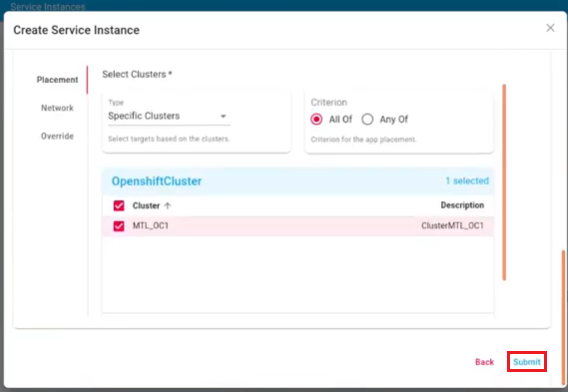 Service Instances
Create Service Instance
Placement
Network
Override
Select Clusters *
Type
Specific Clusters
Select targets based on the clusters.
Criterion
All Of
Any Of
Criterion for the app placement.
OpenshiftCluster
1 selected
Cluster ↑
Description
MTL_OC1
ClusterMTL_OC1
Back
Submit